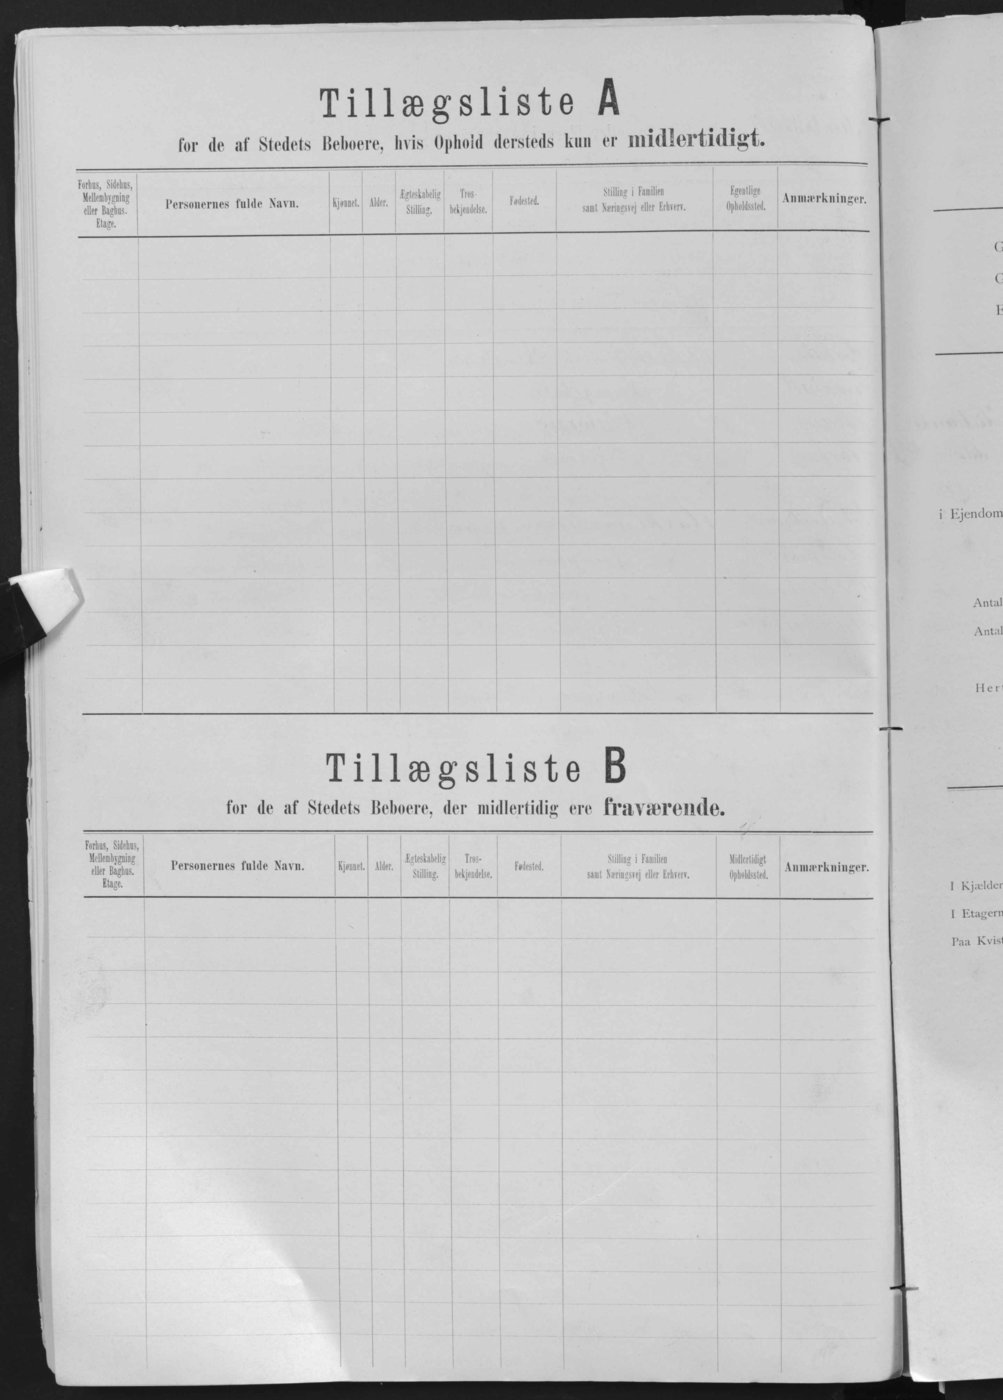 Tillægsliste A
for de af Stedets Beboere, hvis Ophold dersteds kun er midlertidigt.
Forhus, Sidehus,
Mellembygning
eller Baghus.
Etage.
Personernes fulde Navn.
Kjønnet.
Alder.
Ægteskabelig
Stilling.
Tros-
bekjendelse.
Fødested.
Stilling i Familien
samt Næringsvej eller Erhverv.
Egentlige
Opholdssted.
Anmærkninger.
Tillægsliste B
for de af Stedets Beboere, der midlertidig ere fraværende.
Forhus, Sidehus,
Mellembygning
eller Baghus.
Etage.
Personernes fulde Navn.
Kjønnet.
Alder.
Ægteskabelig
Stilling.
Tros-
bekjendelse.
Fødested.
Stilling i Familien
samt Næringsvej eller Erhverv.
Midlertidigt
Opholdssted.
Anmærkninger.
G
G
E
i Ejendom
Antal
Antal
Her
I Kjælder
I Etagern
Paa Kvist